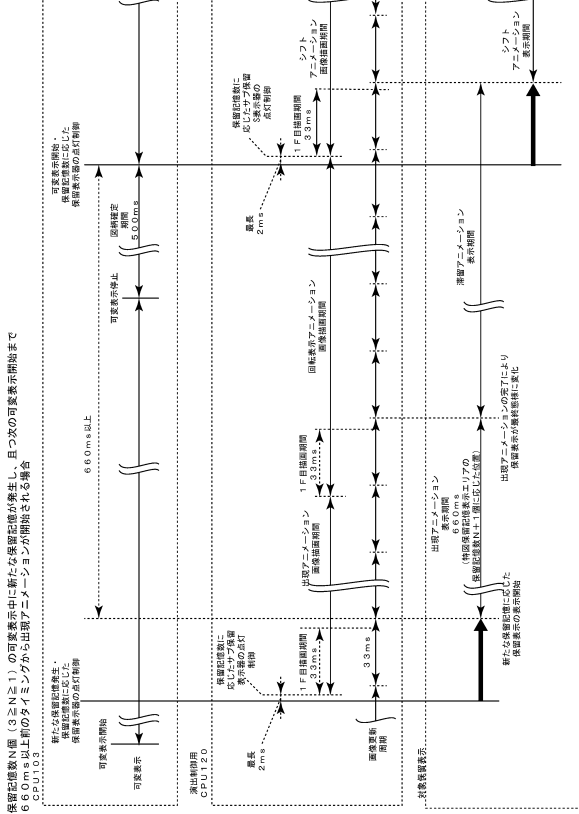 保留記憶数N個（3≧N≧1）の可変表示中に新たな保留記憶が発生し、且つ次の可変表示開始まで
660ms以上前のタイミングから出現アニメーションが開始される場合
CPU103
新たな保留記憶発生・
保留記憶数に応じた
保留表示器の点灯制御
可変表示開始・
保留記憶数に応じた
保留表示器の点灯制御
660ms以上
可変表示開始
可変表示停止
図柄確定
期間
500ms
可変表示
演出制御用
CPU120
保留記憶数に
応じたサブ保留
表示器の点灯
制御
保留記憶数に
応じたサブ保留
S表示器の
点灯制御
最長
2ms
1F目描画期間
33ms
出現アニメーション
画像描画期間
1F目描画期間
33ms
回転表示アニメーション
画像描画期間
最長
2ms
1F目描画期間
33ms
シフト
アニメーション
画像描画期間
画像更新
周期
33ms
対象保留表示
出現アニメーション
表示期間
660ms
（特図保留記憶表示エリアの
保留記憶数N+1個に応じた位置）
滞留アニメーション
表示期間
シフト
アニメーション
表示期間
新たな保留記憶に応じた
保留表示の表示開始
出現アニメーションの完了により
保留表示が最終態様に変化